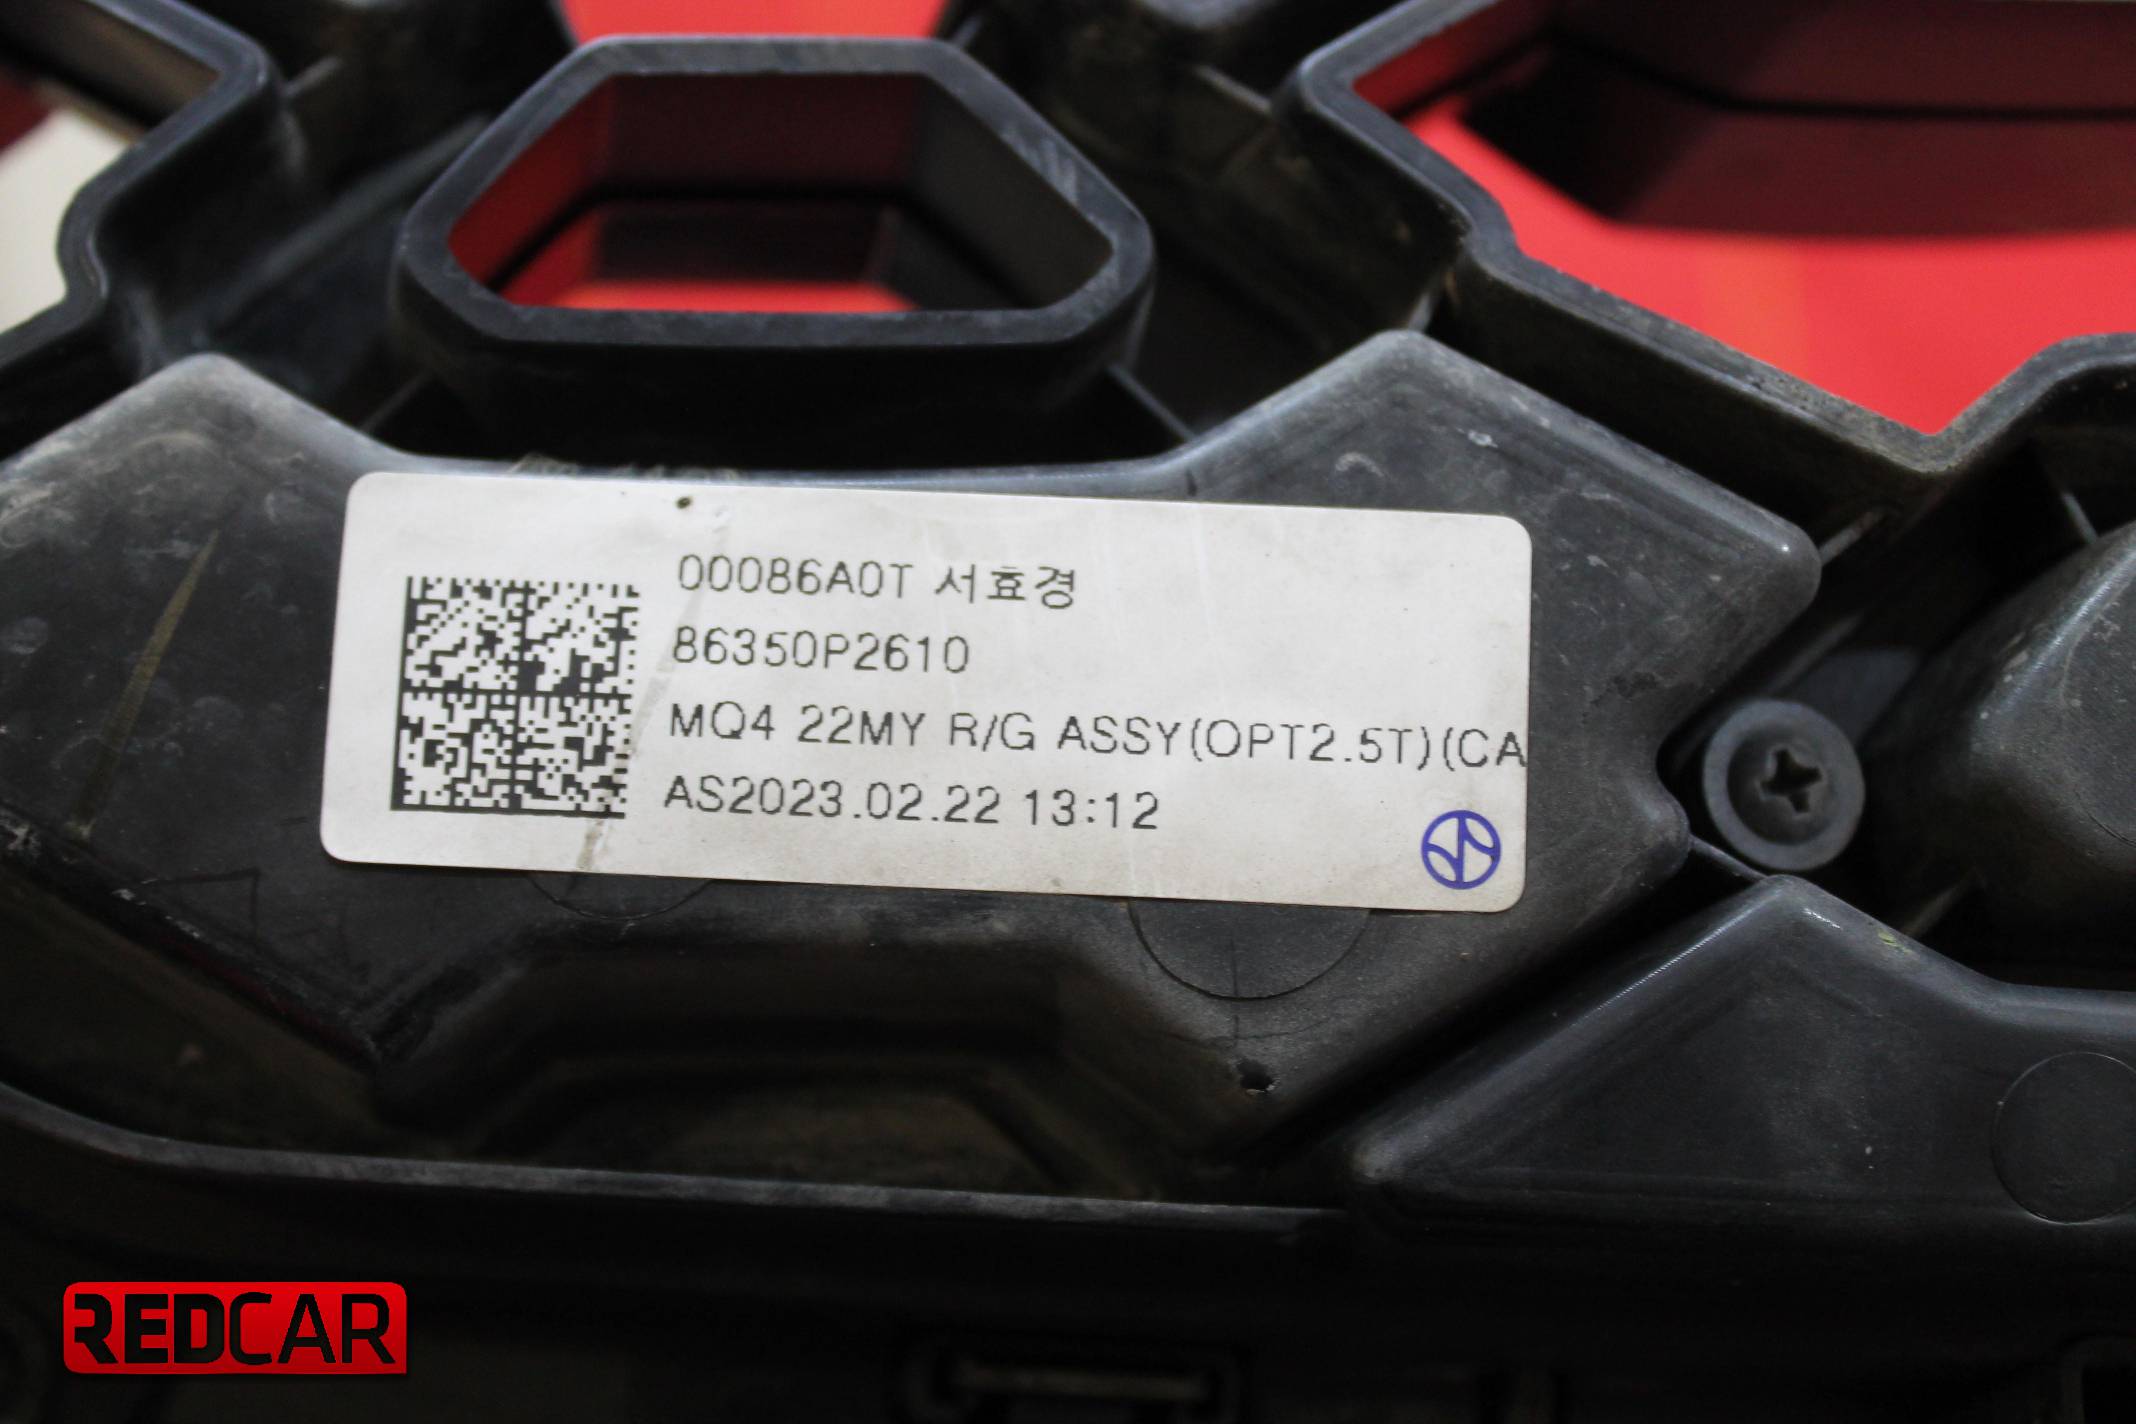 00086A0T 서효경
86350P2610
MQ4 22MY R/G ASSY(OPT2.5T)(CA
AS2023.02.22 13:12
REDCAR